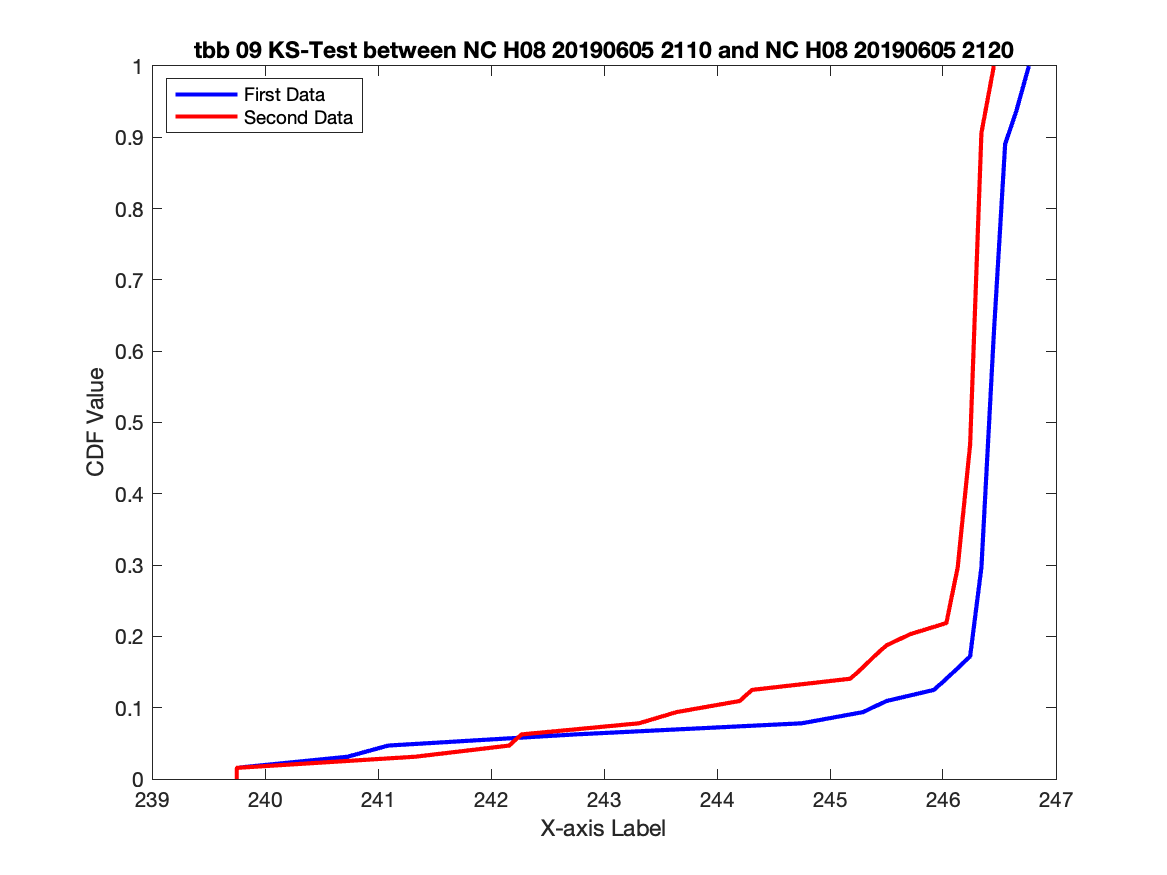 tbb 09 KS-Test between NC H08 20190605 2110 and NC H08 20190605 2120
First Data
Second Data
1
0.9
0.8
0.7
0.6
0.5
0.4
0.3
0.2
0.1
0
CDF Value
239 240 241 242 243 244 245 246 247
X-axis Label